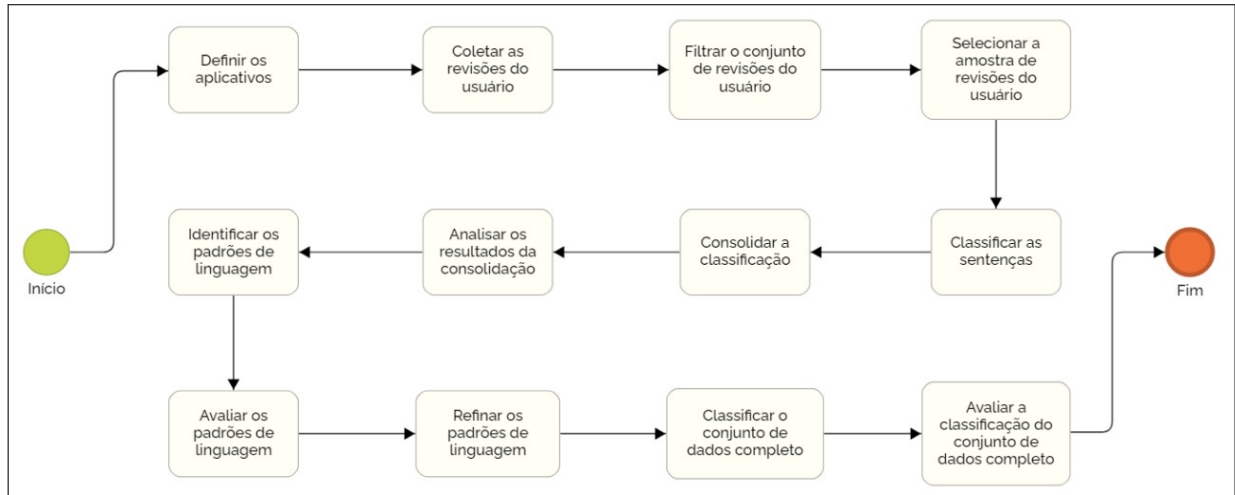 Definir os
aplicativos
Coletar as
revisões do
usuário
Filtrar o conjunto
de revisões do
usuário
Selecionar a
amostra de
revisões do
usuário
Início
Identificar os
padrões de
linguagem
Analisar os
resultados da
consolidação
Consolidar a
classificação
Classificar as
sentenças
Fim
Avaliar os
padrões de
linguagem
Refinar os
padrões de
linguagem
Classificar o
conjunto de
dados completo
Avaliar a
classificação do
conjunto de
dados completo